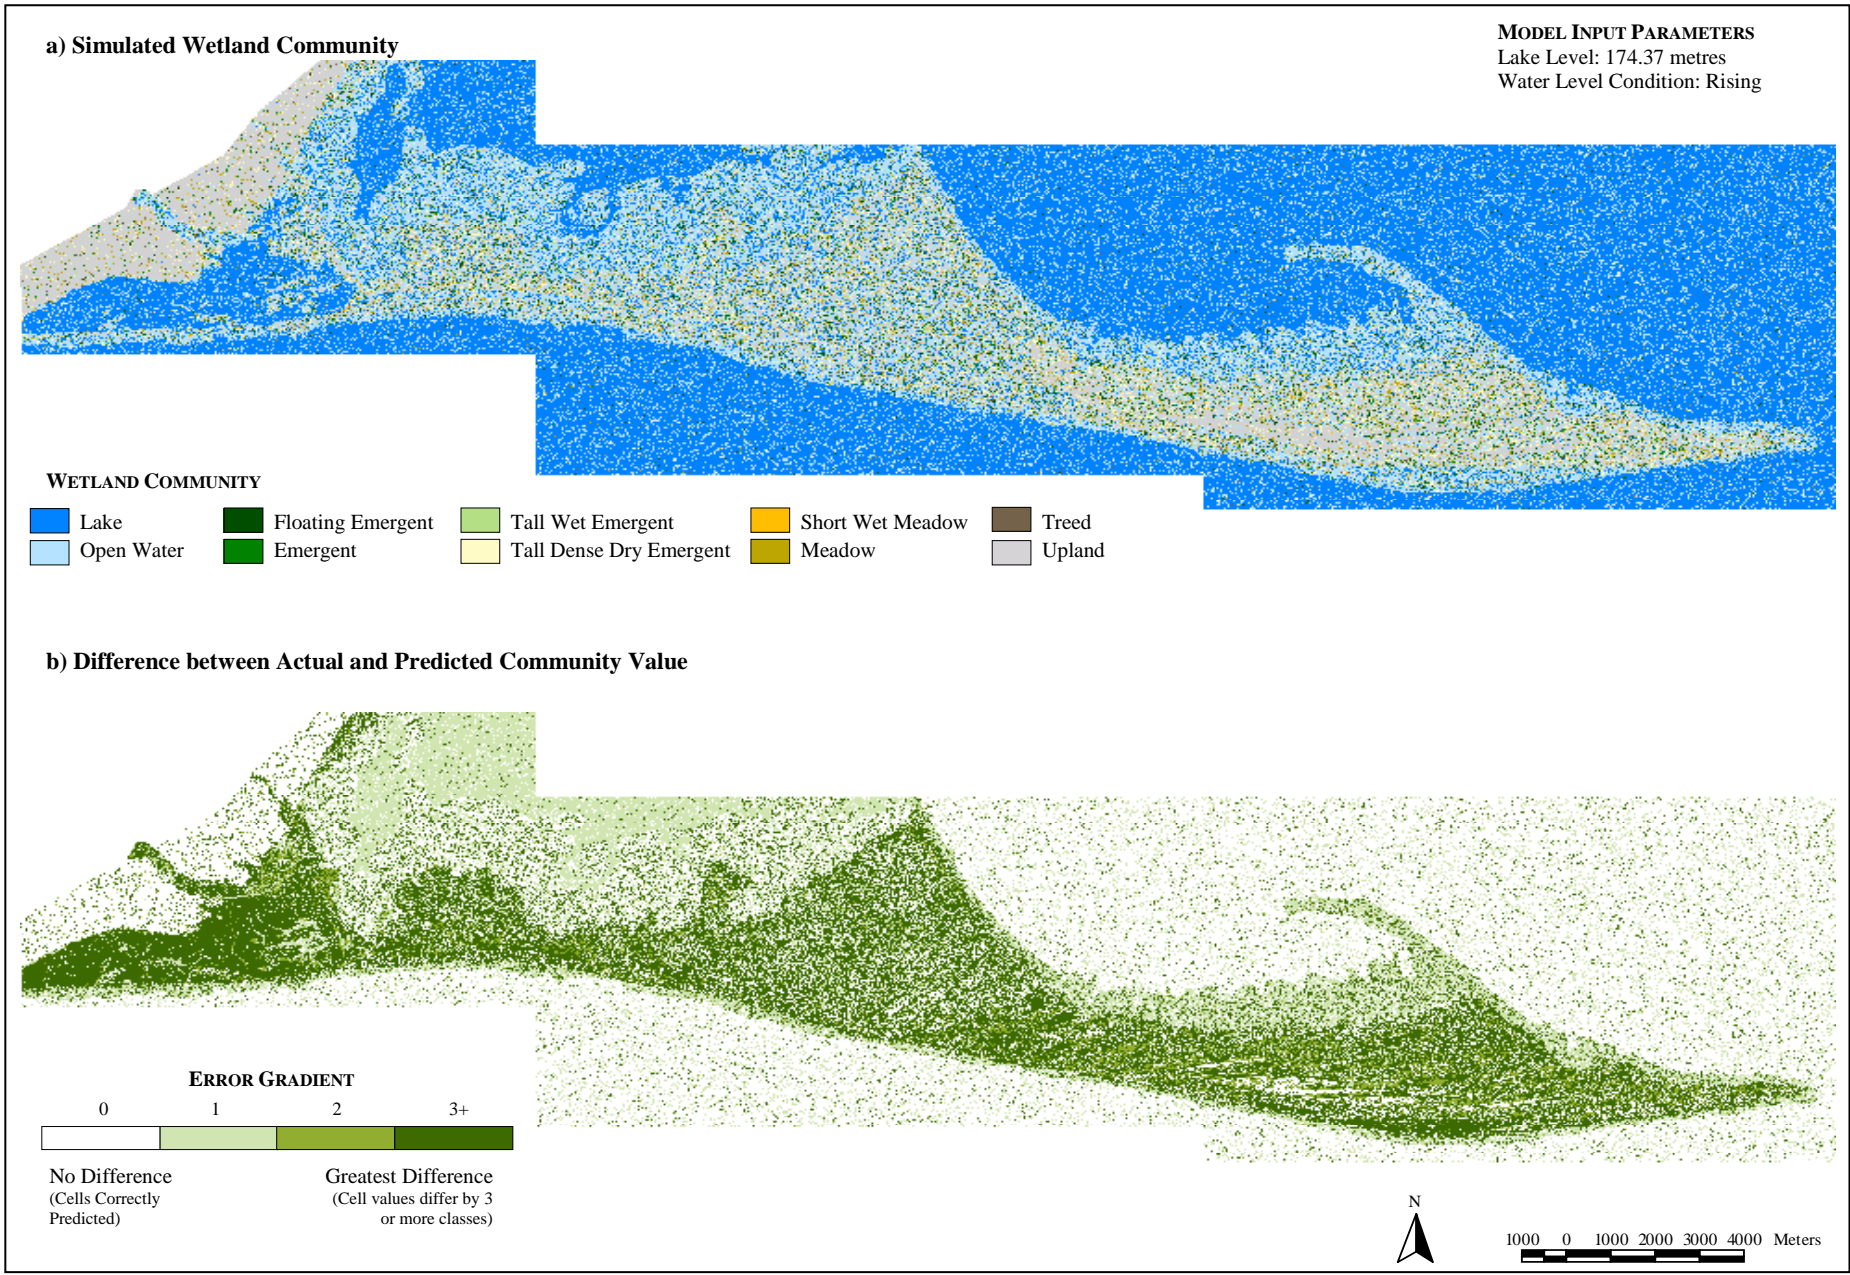 a) Simulated Wetland Community
MODEL INPUT PARAMETERS
Lake Level: 174.37 metres
Water Level Condition: Rising
WETLAND COMMUNITY
Lake
Floating Emergent
Tall Wet Emergent
Short Wet Meadow
Treed
Open Water
Emergent
Tall Dense Dry Emergent
Meadow
Upland
b) Difference between Actual and Predicted Community Value
ERROR GRADIENT
0 1 2 3+
No Difference
(Cells Correctly
Predicted)
Greatest Difference
(Cell values differ by 3
or more classes)
N
1000 0 1000 2000 3000 4000 Meters